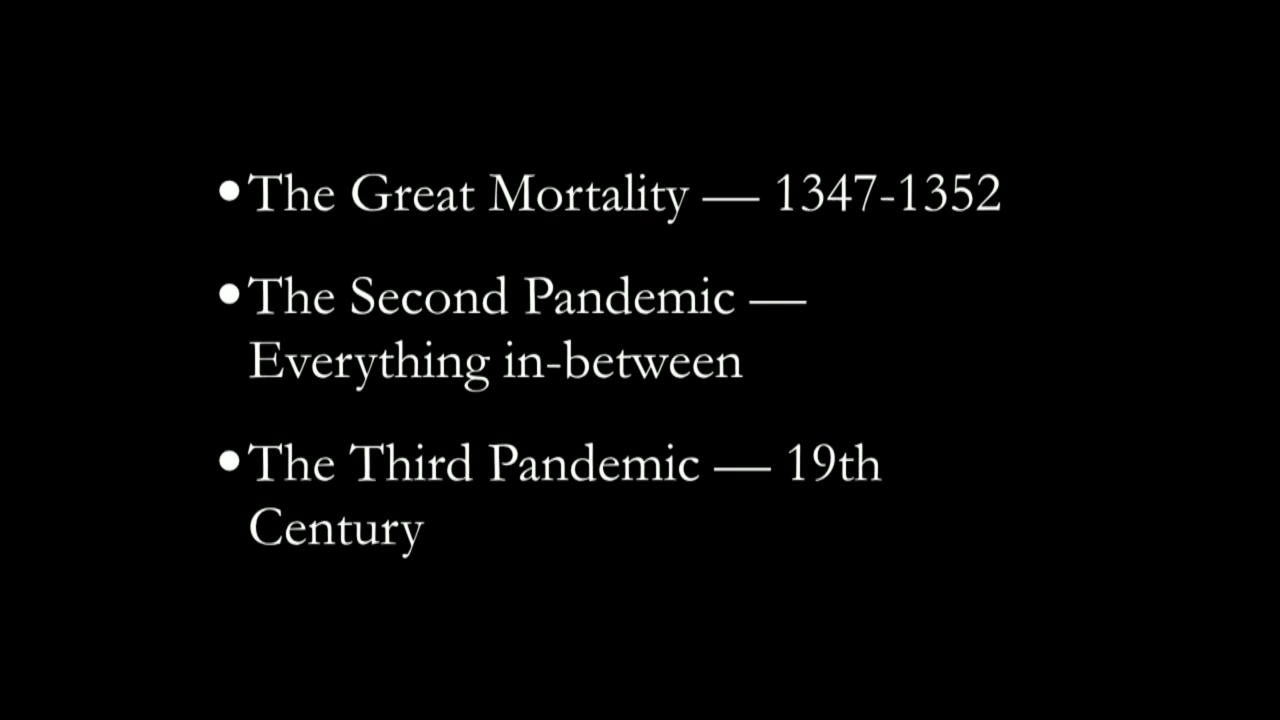 •The Great Mortality — 1347-1352
•The Second Pandemic —
Everything in-between
•The Third Pandemic — 19th
Century